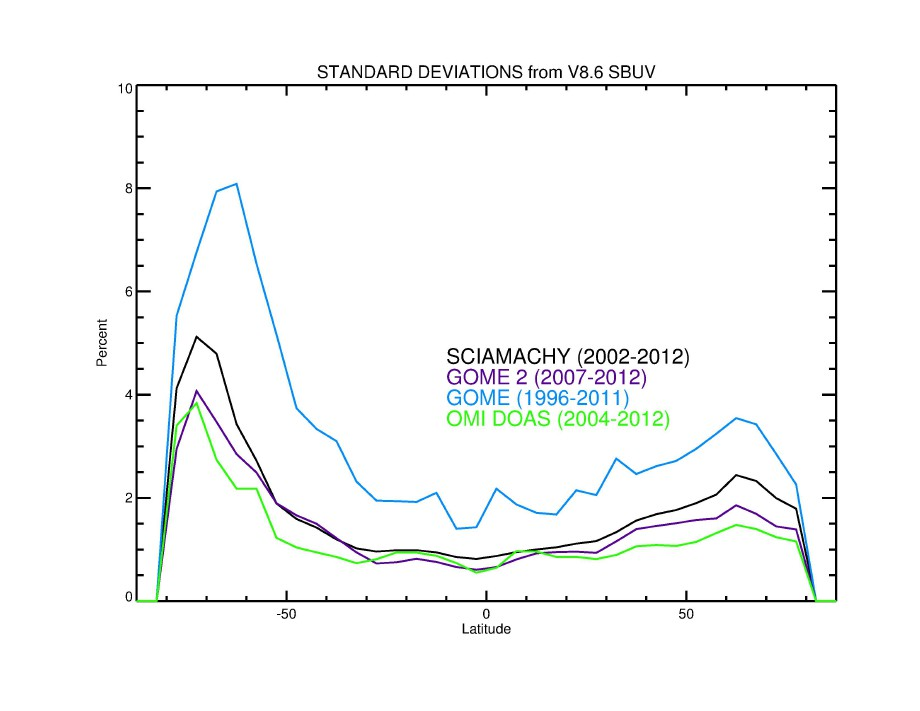 STANDARD DEVIATIONS from V8.6 SBUV
10
8
6
4
2
0
Percent
SCIAMACHY (2002-2012)
GOME 2 (2007-2012)
GOME (1996-2011)
OMI DOAS (2004-2012)
-50 0 50
Latitude